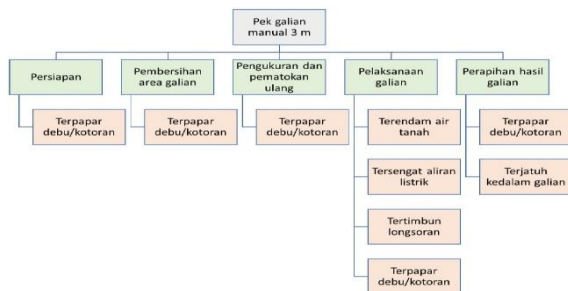 Pek galian
manual 3 m
Persiapan
Pembersihan
area galian
Pengukuran dan
pematokan
ulang
Pelaksanaan
galian
Perapihan hasil
galian
Terpapar
debu/kotoran
Terpapar
debu/kotoran
Terpapar
debu/kotoran
Terendam air
tanah
Terpapar
debu/kotoran
Tersengat aliran
listrik
Terjatuh
kedalam galian
Tertimbun
longsoran
Terpapar
debu/kotoran